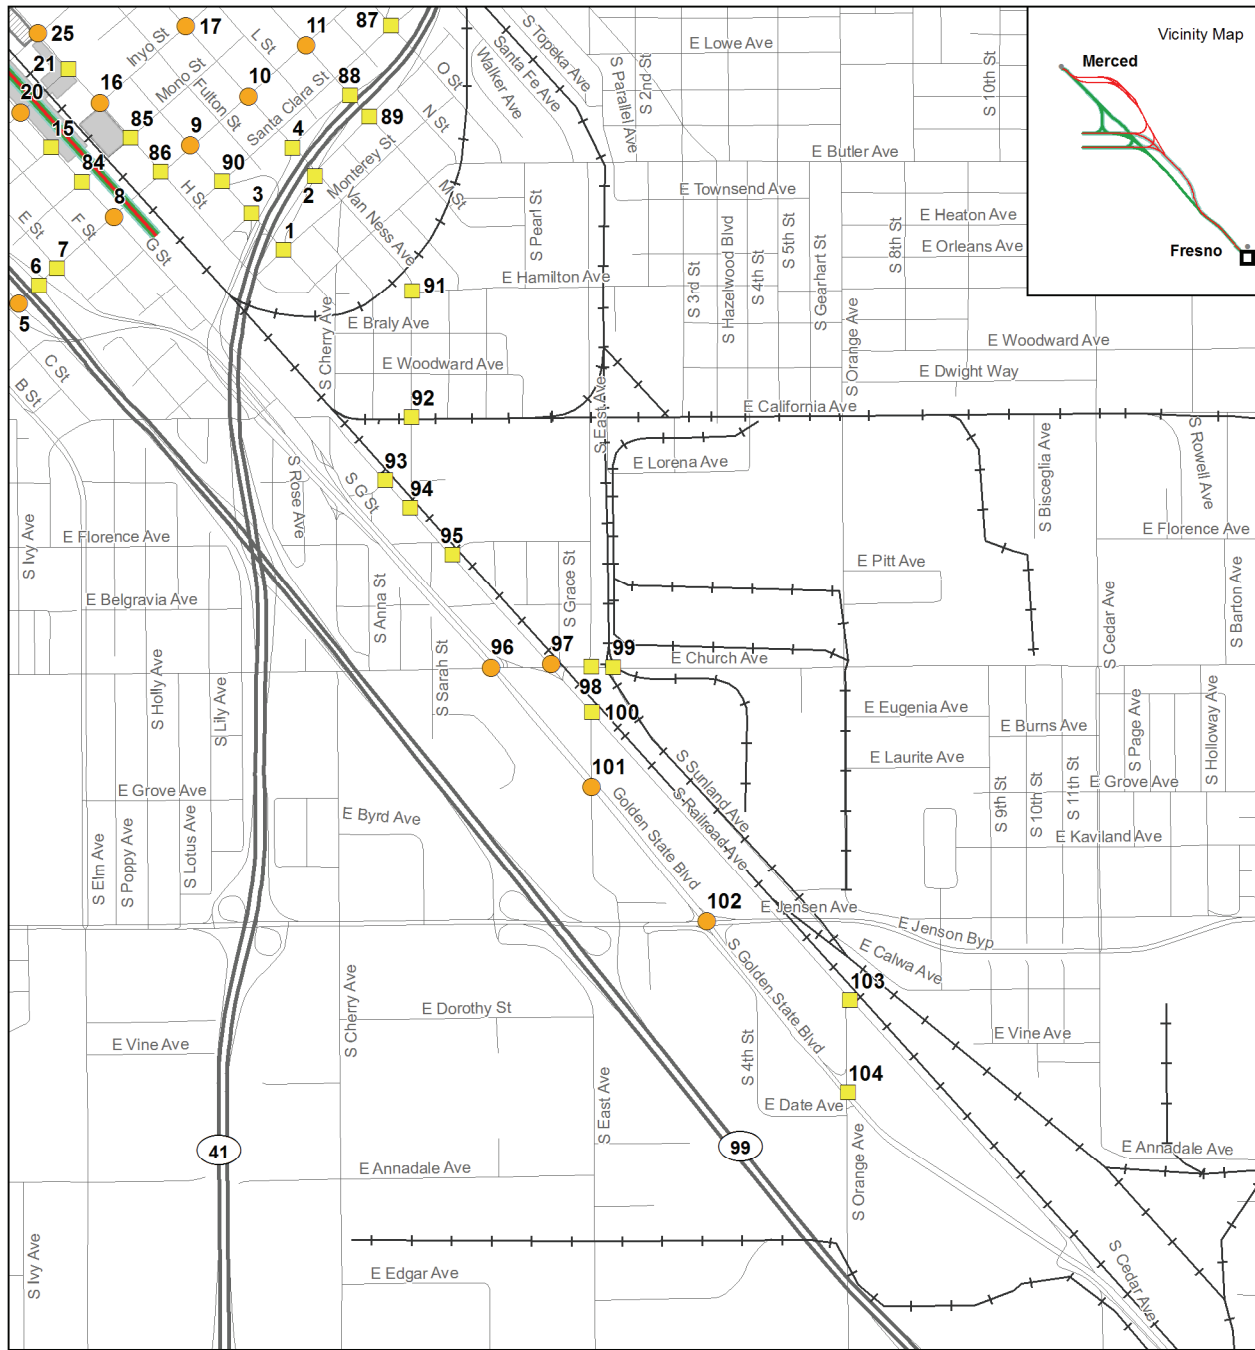 25
17
11
87
Vicinity Map
Merced
Fresno
Inyo St
L St
S Topeka Ave
Santa Fe Ave
Walker Ave
S Parallel Ave
S 2nd St
E Lowe Ave
S 10th St
21
20
16
Mono St
Fulton St
10
Santa Clara St
88
O St
89
N St
15
85
9
4
84
86
90
Monterey St
E Butler Ave
8
H St
3
2
Van Ness Ave
M St
S Pearl St
E Townsend Ave
E Heaton Ave
E Orleans Ave
E St
F St
G St
1
S 3rd St
S Hazelwood Blvd
S 4th St
S 5th St
S Gearhart St
S 8th St
7
6
5
91
E Hamilton Ave
S Cherry Ave
E Braly Ave
E Woodward Ave
S Orange Ave
E Woodward Ave
E Dwight Way
C St
B St
92
S East Ave
E California Ave
S Rose Ave
S G St
93
94
95
E Lorena Ave
S Bisceglia Ave
S Rowell Ave
S Ivy Ave
E Florence Ave
E Florence Ave
E Belgravia Ave
S Anna St
S Grace St
E Pitt Ave
S Cedar Ave
S Barton Ave
S Holly Ave
S Lily Ave
S Sarah St
96
97
98
99
E Church Ave
100
E Eugenia Ave
E Burns Ave
S Page Ave
S Holloway Ave
E Laurite Ave
101
S Sunland Ave
S Railroad Ave
Golden State Blvd
E Grove Ave
E Grove Ave
S 9th St
S 10th St
S 11th St
E Byrd Ave
S Elm Ave
S Poppy Ave
S Lotus Ave
E Kaviland Ave
102
E Jensen Ave
E Jenson Byp
E Calwa Ave
S Golden State Blvd
103
S Cherry Ave
E Dorothy St
E Vine Ave
E Vine Ave
S 4th St
104
E Date Ave
S East Ave
41
99
E Annadale Ave
E Annadale Ave
S Orange Ave
S Ivy Ave
E Edgar Ave
S Cedar Ave